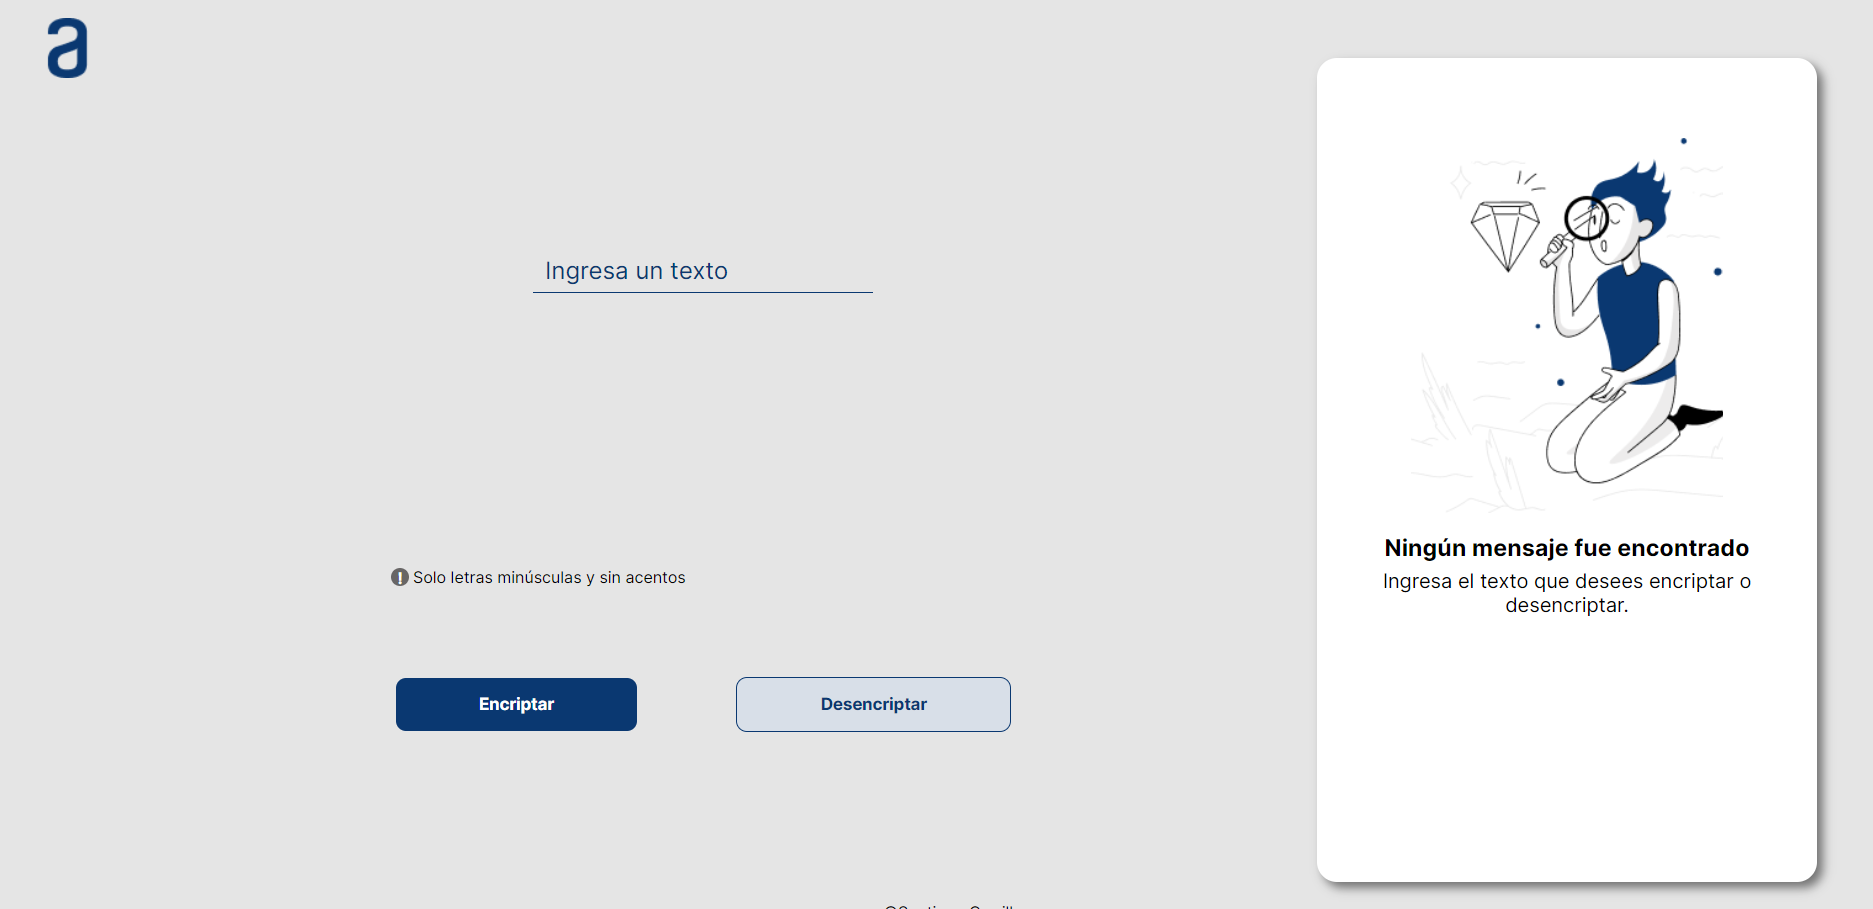 a
Ingresa un texto
Solo letras minúsculas y sin acentos
Encriptar
Desencriptar
Ningún mensaje fue encontrado
Ingresa el texto que desees encriptar o
desencriptar.